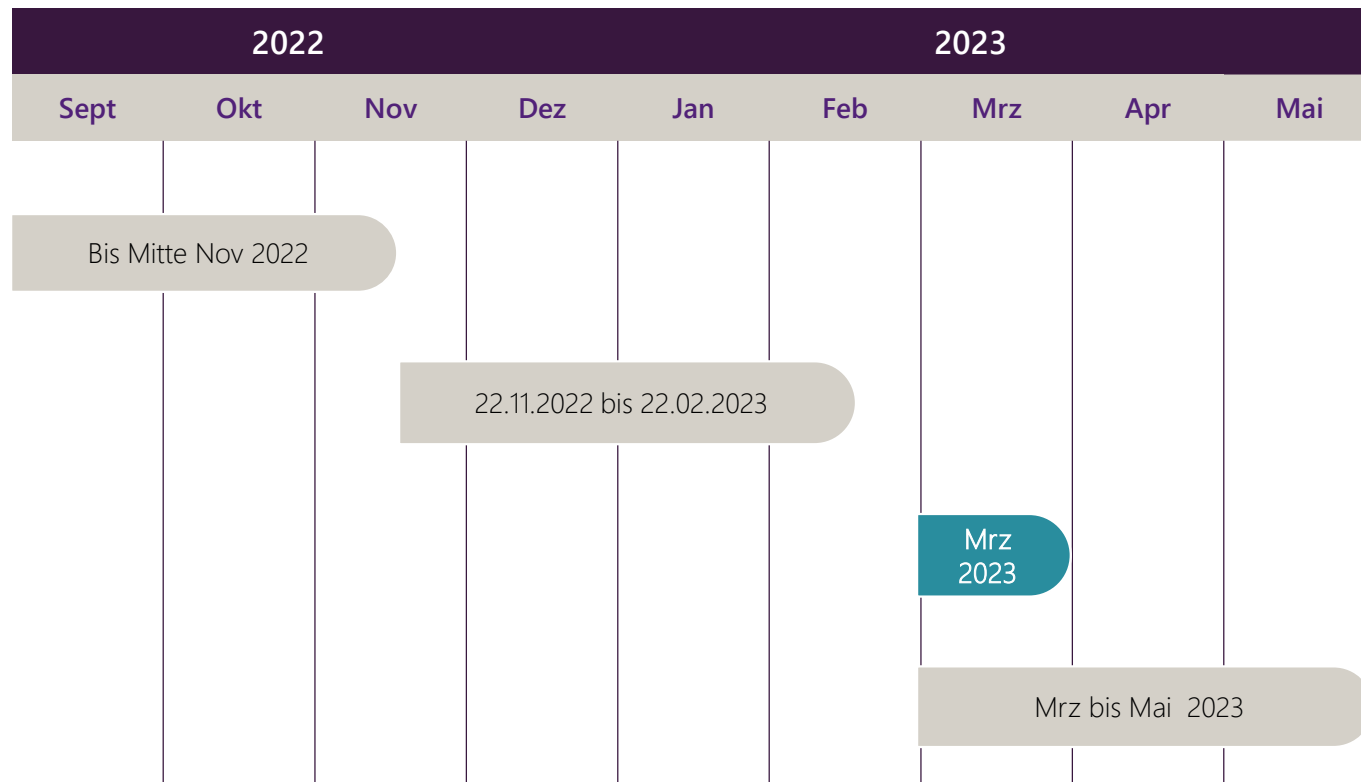 2022 2023
Sept Okt Nov Dez Jan Feb Mrz Apr Mai
Bis Mitte Nov 2022
22.11.2022 bis 22.02.2023
Mrz
2023
Mrz bis Mai 2023